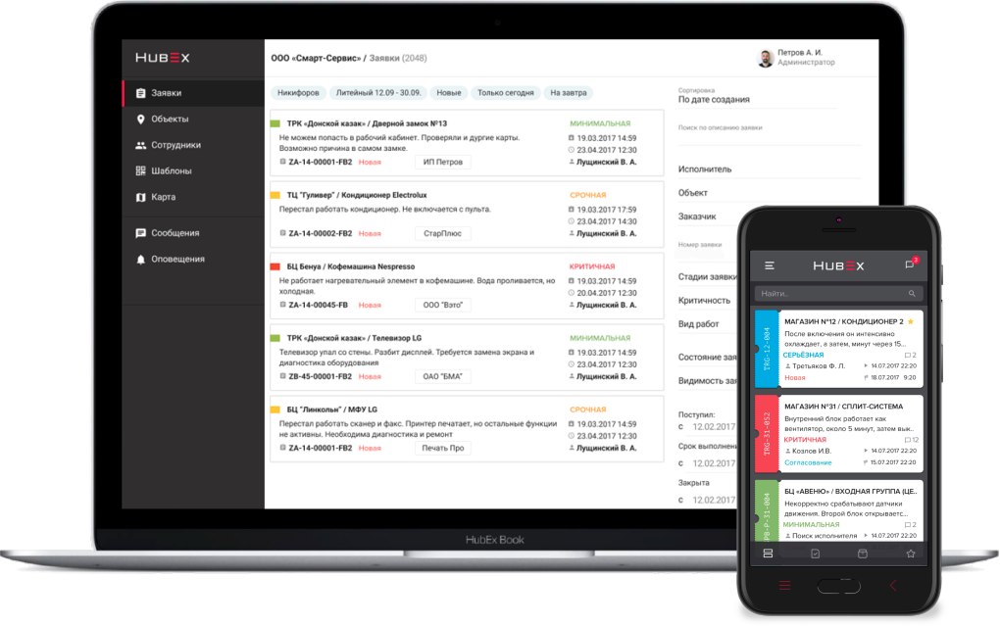 HubEx
Заявки
Объекты
Сотрудники
Шаблоны
Карта
Сообщения
Оповещения
ООО «Смарт-Сервис» / Заявки (2048)
Петров А. И.
Администратор
Никифоров
Литейный 12.09 - 30.09.
Новые
Только сегодня
На завтра
ТРК «Донской казак» / Дверной замок №13
МИНИМАЛЬНАЯ
Не можем попасть в рабочий кабинет. Проверяли и дургие карты.
19.03.2017 14:59
Возможно причина в самом замке.
23.04.2017 12:30
ZA-14-00001-FB2 Новая ИП Петров
Лущинский В. А.
ТЦ "Гуливер" / Кондиционер Electrolux
СРОЧНАЯ
Перестал работать кондиционер. Не включается с пульта.
19.03.2017 17:59
23.04.2017 14:30
ZA-14-00002-FB2 Новая СтарПлюс
Лущинский В. А.
БЦ Бенуа / Кофемашина Nespresso
КРИТИЧНАЯ
Не работает нагревательный элемент в кофемашине. Вода проливается, но
19.03.2017 14:59
холодная.
20.04.2017 12:30
ZA-14-00045-FB Новая ООО "Вэто"
Лущинский В. А.
ТРК «Донской казак» / Телевизор LG
МИНИМАЛЬНАЯ
Телевизор упал со стены. Разбит дисплей. Требуется замена экрана и
19.03.2017 14:59
диагностика оборудования
23.04.2017 12:30
ZB-45-00001-FB2 Новая ОАО "БМА"
Лущинский В. А.
БЦ "Линкольн" / МФУ LG
СРОЧНАЯ
Перестал работать сканер и факс. Принтер печатает, но остальные функции
19.03.2017 14:59
не активны. Необходима диагностика и ремонт
23.04.2017 12:30
ZA-14-00001-FB2 Новая Печать Про
Лущинский В. А.
Сортировка
По дате создания
Поиск по описанию заявки
Исполнитель
Объект
Заказчик
Номер заявки
Стадии заявки
Критичность
Вид работ
Состояние зая
Видимость зая
Поступил:
с 12.02.2017
Срок выполнени
с 12.02.2017
Закрыта
с 12.02.2017
HubEx Book
HubEx
3
Найти..
TRG-12-004
МАГАЗИН №12 / КОНДИЦИОНЕР 2
После включения он интенсивно
охлаждает, а затем, минут через 15...
СЕРЬЁЗНАЯ 2
Третьяков Ф. Л. 14.07.2017 22:20
Новая 18.07.2017 9:20
TRG-31-052
МАГАЗИН №31 / СПЛИТ-СИСТЕМА
Внутренний блок работает как
вентилятор, около 5 минут, затем вык..
КРИТИЧНАЯ 12
Козлов И.В. 14.07.2017 22:20
Согласование 15.07.2017 22:20
PB-P-31-004
БЦ «АВЕНЮ» / ВХОДНАЯ ГРУППА (ЦЕ..
Некорректно срабатывают датчики
движения. Второй блок открываетс...
МИНИМАЛЬНАЯ 2
Поиск исполнителя 14.07.2017 22:20